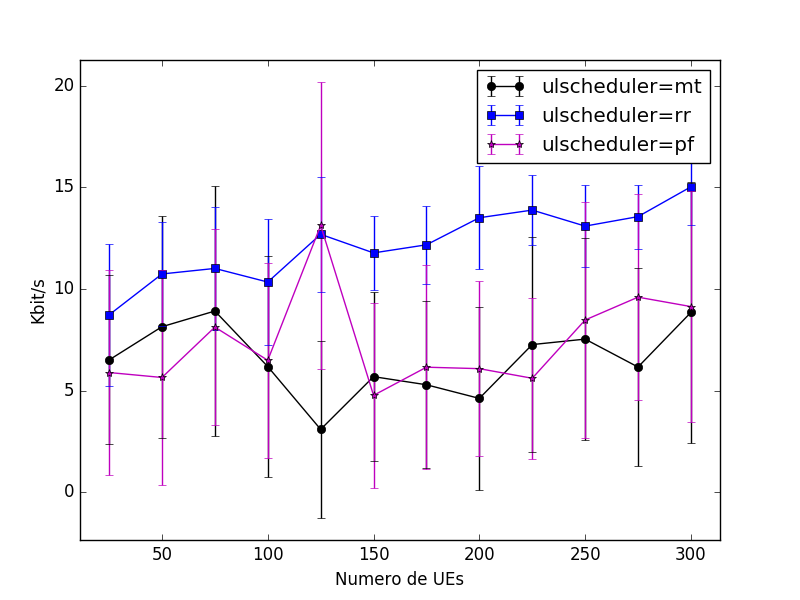 ulscheduler=mt
ulscheduler=rr
ulscheduler=pf
20
15
10
5
0
Kbit/s
50 100 150 200 250 300
Numero de UEs